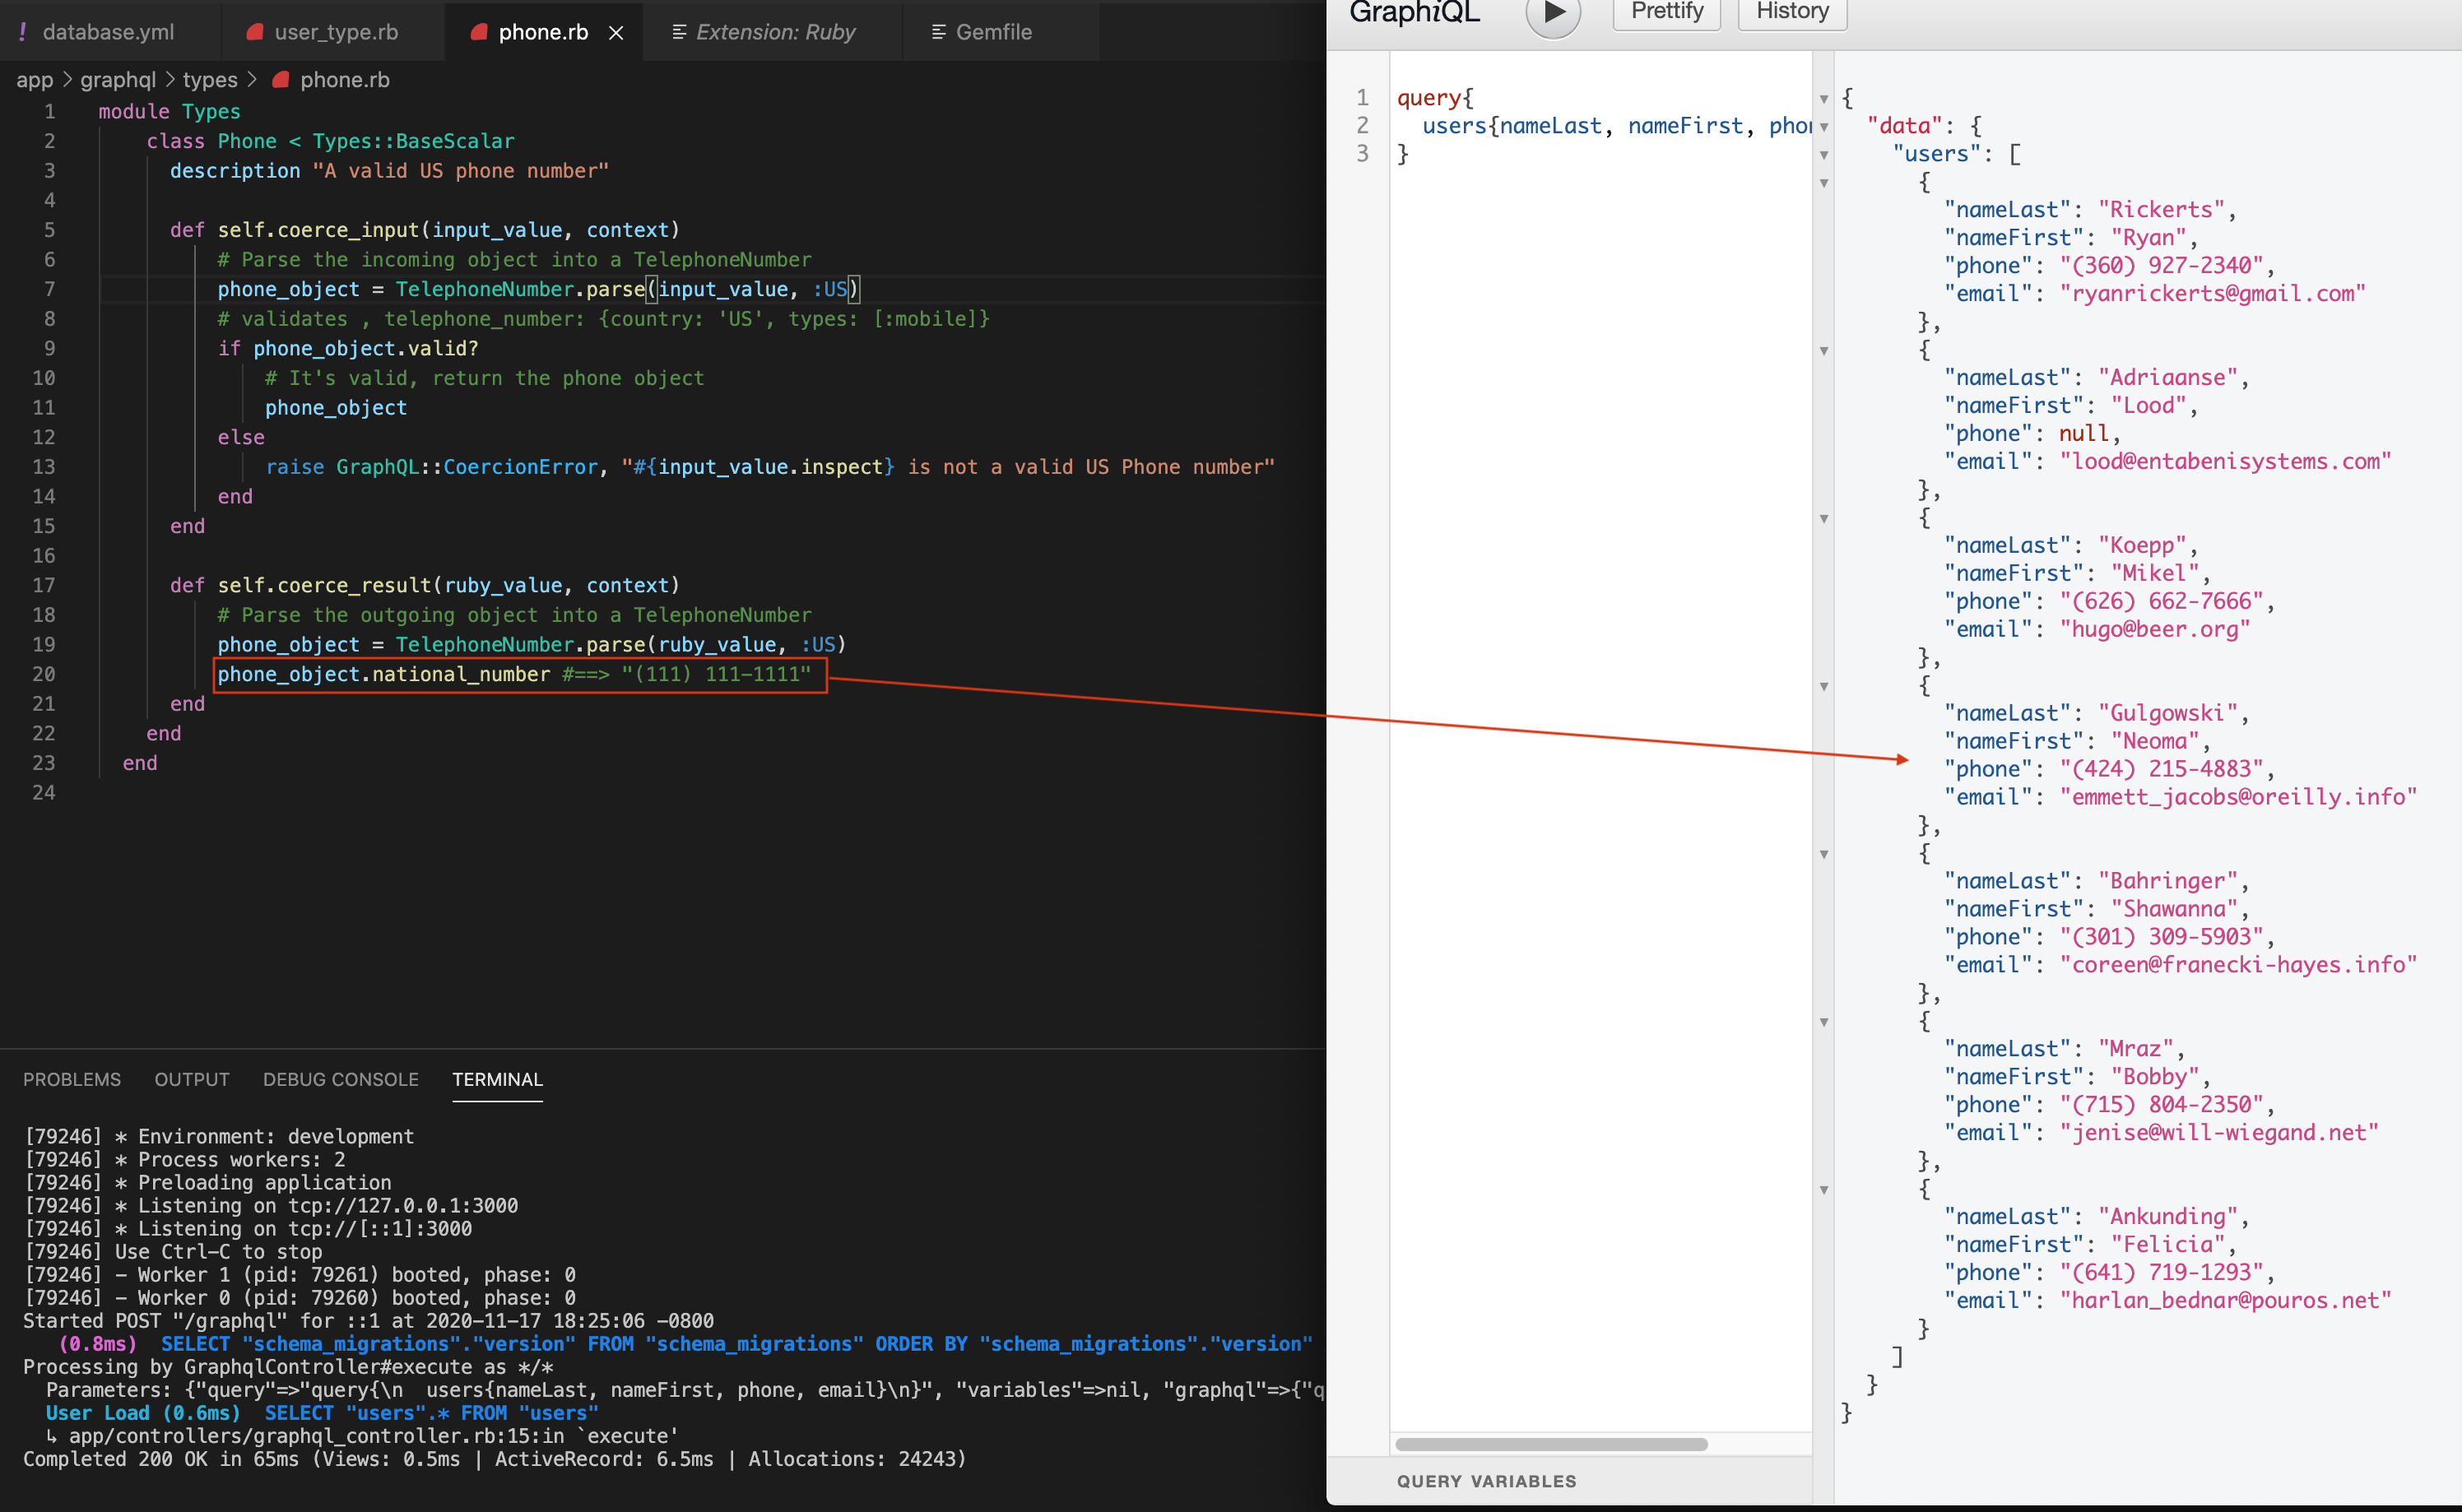 ! database.yml user_type.rb phone.rb × Extension: Ruby Gemfile
app > graphql > types > phone.rb
1 module Types
2 class Phone < Types::BaseScalar
3 description "A valid US phone number"
4
5 def self.coerce_input(input_value, context)
6 # Parse the incoming object into a TelephoneNumber
7 phone_object = TelephoneNumber.parse(input_value, :US)
8 # validates , telephone_number: {country: 'US', types: [:mobile]}
9 if phone_object.valid?
10 # It's valid, return the phone object
11 phone_object
12 else
13 raise GraphQL::CoercionError, "#{input_value.inspect} is not a valid US Phone number"
14 end
15 end
16
17 def self.coerce_result(ruby_value, context)
18 # Parse the outgoing object into a TelephoneNumber
19 phone_object = TelephoneNumber.parse(ruby_value, :US)
20 phone_object.national_number #==> "(111) 111-1111"
21 end
22 end
23 end
24
PROBLEMS OUTPUT DEBUG CONSOLE TERMINAL
[79246] * Environment: development
[79246] * Process workers: 2
[79246] * Preloading application
[79246] * Listening on tcp://127.0.0.1:3000
[79246] * Listening on tcp://[::1]:3000
[79246] Use Ctrl-C to stop
[79246] - Worker 1 (pid: 79261) booted, phase: 0
[79246] - Worker 0 (pid: 79260) booted, phase: 0
Started POST "/graphql" for ::1 at 2020-11-17 18:25:06 -0800
(0.8ms) SELECT "schema_migrations"."version" FROM "schema_migrations" ORDER BY "schema_migrations"."version"
Processing by GraphqlController#execute as */*
Parameters: {"query"=>"query{\n users{nameLast, nameFirst, phone, email}\n}", "variables"=>nil, "graphql"=>{"q
User Load (0.6ms) SELECT "users".* FROM "users"
↳ app/controllers/graphql_controller.rb:15:in `execute'
Completed 200 OK in 65ms (Views: 0.5ms | ActiveRecord: 6.5ms | Allocations: 24243)
GraphiQL Prettify History
1 query{
2 users{nameLast, nameFirst, phon
3 }
QUERY VARIABLES
{
"data": {
"users": [
{
"nameLast": "Rickerts",
"nameFirst": "Ryan",
"phone": "(360) 927-2340",
"email": "ryanrickerts@gmail.com"
},
{
"nameLast": "Adriaanse",
"nameFirst": "Lood",
"phone": null,
"email": "lood@entabenisystems.com"
},
{
"nameLast": "Koepp",
"nameFirst": "Mikel",
"phone": "(626) 662-7666",
"email": "hugo@beer.org"
},
{
"nameLast": "Gulgowski",
"nameFirst": "Neoma",
"phone": "(424) 215-4883",
"email": "emmett_jacobs@oreilly.info"
},
{
"nameLast": "Bahringer",
"nameFirst": "Shawanna",
"phone": "(301) 309-5903",
"email": "coreen@franecki-hayes.info"
},
{
"nameLast": "Mraz",
"nameFirst": "Bobby",
"phone": "(715) 804-2350",
"email": "jenise@will-wiegand.net"
},
{
"nameLast": "Ankunding",
"nameFirst": "Felicia",
"phone": "(641) 719-1293",
"email": "harlan_bednar@pouros.net"
}
]
}
}